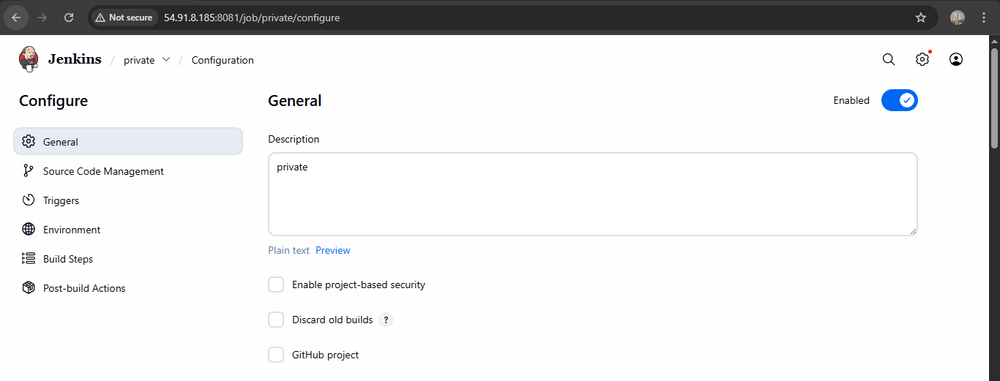 Not secure 54.91.8.185:8081/job/private/configure
Jenkins / private / Configuration
Configure
General
Source Code Management
Triggers
Environment
Build Steps
Post-build Actions
General
Enabled
Description
private
Plain text Preview
Enable project-based security
Discard old builds ?
GitHub project